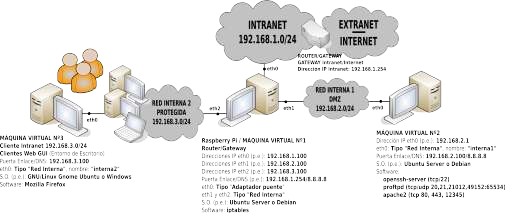 INTRANET
192.168.1.0/24
EXTRANET
INTERNET
ROUTER/GATEWAY
GATEWAY Intranet/Internet
Dirección IP Intranet: 192.168.1.254
eth0
RED INTERNA 2
PROTEGIDA
192.168.3.0/24
eth2
eth1
RED INTERNA 1
DMZ
192.168.2.0/24
eth0
eth0
MÁQUINA VIRTUAL Nº3
Cliente Intranet 192.168.3.0/24
Clientes Web GUI (Entorno de Escritorio)
Puerta Enlace/DNS: 192.168.3.100
eth0: Tipo "Red Interna", nombre: "interna2"
S.O. (p.e.): GNU/Linux Gnome Ubuntu o Windows
Software: Mozilla Firefox
Raspberry Pi / MÁQUINA VIRTUAL Nº1
Router/Gateway
Direcciones IP eth0 (p.e.): 192.168.1.100
Direcciones IP eth1 (p.e.): 192.168.2.100
Direcciones IP eth2 (p.e.): 192.168.3.100
Puerta Enlace/DNS (p.e.): 192.168.1.254/8.8.8.8
eth0: Tipo "Adaptador puente"
eth1 y eth2: Tipo "Red Interna"
S.O. (p.e.): Ubuntu Server o Debian
Software: iptables
MÁQUINA VIRTUAL Nº2
Dirección IP eth0 (p.e.): 192.168.2.1
eth0: Tipo "Red Interna", nombre: "interna1"
Puerta Enlace/DNS: 192.168.2.100/8.8.8.8
S.O. (p.e.): Ubuntu Server o Debian
Software:
openssh-server (tcp/22)
proftpd (tcp/udp 20,21,21012,49152:65534)
apache2 (tcp 80, 443, 12345)